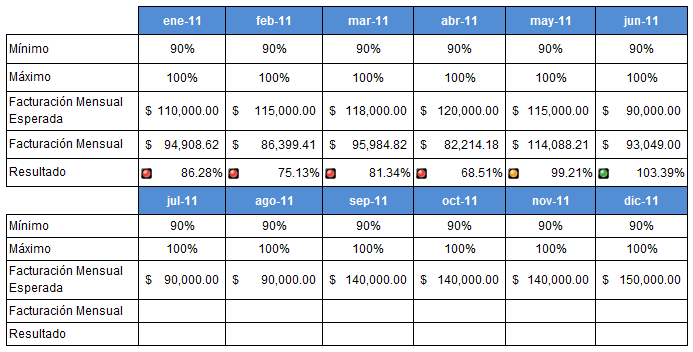 ene-11 feb-11 mar-11 abr-11 may-11 jun-11
Mínimo 90% 90% 90% 90% 90% 90%
Máximo 100% 100% 100% 100% 100% 100%
Facturación Mensual
Esperada $ 110,000.00 $ 115,000.00 $ 118,000.00 $ 120,000.00 $ 115,000.00 $ 90,000.00
Facturación Mensual $ 94,908.62 $ 86,399.41 $ 95,984.82 $ 82,214.18 $ 114,088.21 $ 93,049.00
Resultado 86.28% 75.13% 81.34% 68.51% 99.21% 103.39%
jul-11 ago-11 sep-11 oct-11 nov-11 dic-11
Mínimo 90% 90% 90% 90% 90% 90%
Máximo 100% 100% 100% 100% 100% 100%
Facturación Mensual
Esperada $ 90,000.00 $ 90,000.00 $ 140,000.00 $ 140,000.00 $ 140,000.00 $ 150,000.00
Facturación Mensual
Resultado